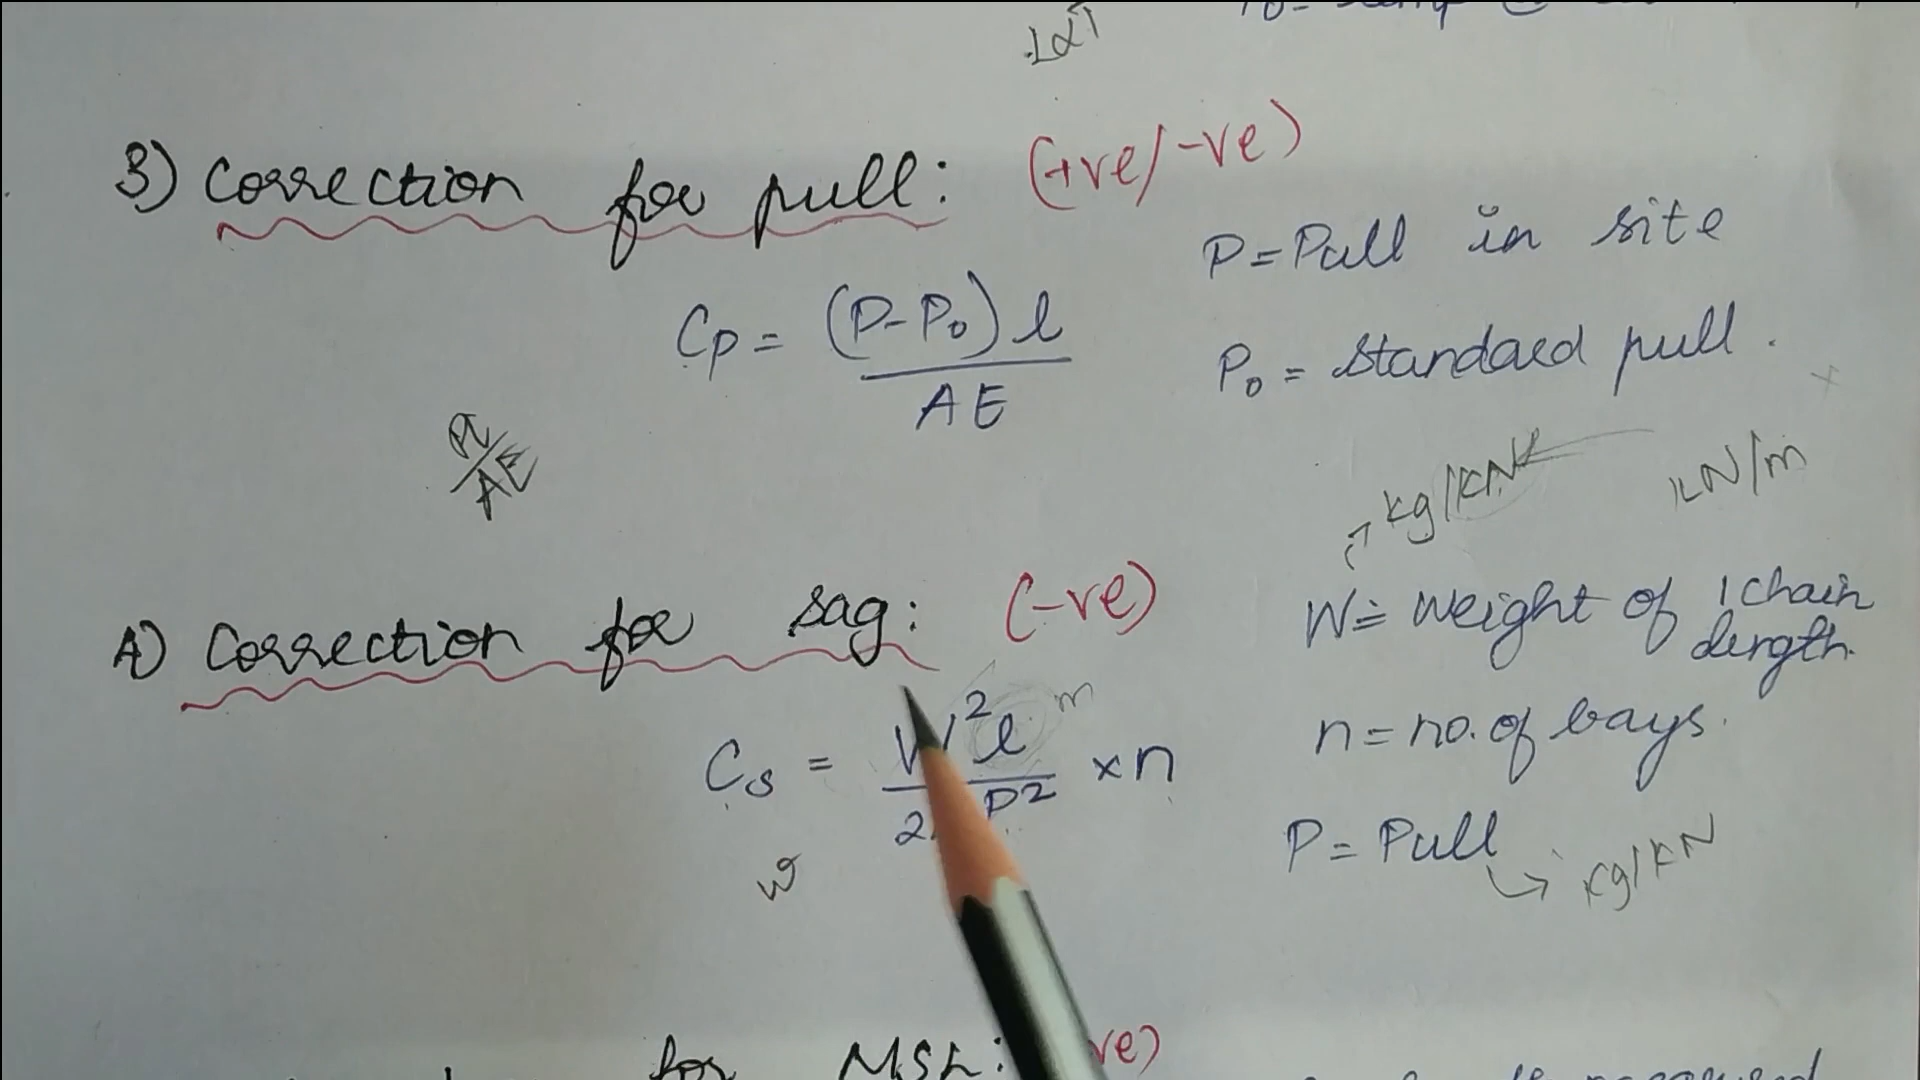 Lα
3) Correction for pull: (+ve/-ve)
P = Pull in site
Cp = (P-P₀) l
AE
P₀ = Standard pull.
AE
kg/KN
KN/m
4) Correction for sag: (-ve)
W = Weight of 1 chain
length.
Cs = W²l × n
2 P²
m
n = no. of bays.
w
P = Pull
kg/KN
for MSL: ve)